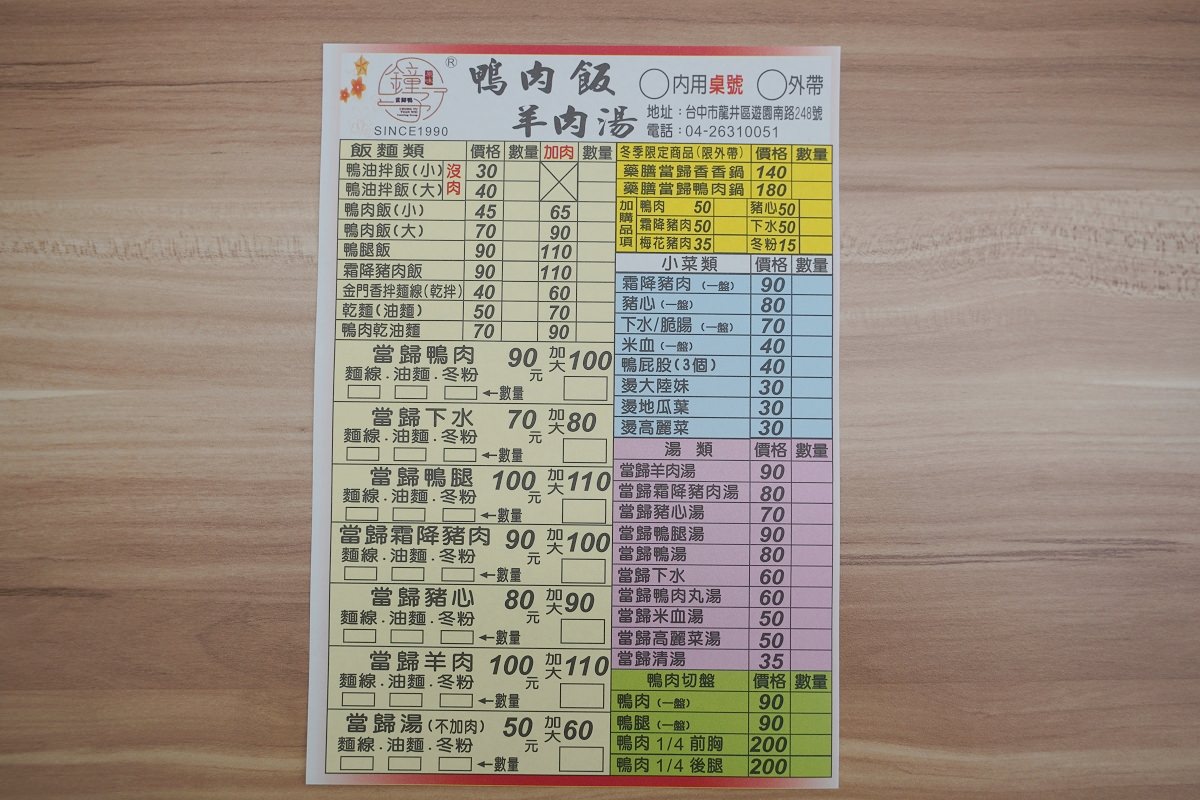 鐘子
當歸鴨
®
SINCE1990
鴨肉飯
羊肉湯
內用桌號 外帶
地址：台中市龍井區遊園南路248號
電話：04-26310051
飯麵類 價格 數量 加肉 數量
鴨油拌飯(小) 沒肉 30
鴨油拌飯(大) 40
鴨肉飯(小) 45 65
鴨肉飯(大) 70 90
鴨腿飯 90 110
霜降豬肉飯 90 110
金門香拌麵線(乾拌) 40 60
乾麵(油麵) 50 70
鴨肉乾油麵 70 90
當歸鴨肉 90元 加大100
麵線.油麵.冬粉
←數量
當歸下水 70元 加大80
麵線.油麵.冬粉
←數量
當歸鴨腿 100元 加大110
麵線.油麵.冬粉
←數量
當歸霜降豬肉 90元 加大100
麵線.油麵.冬粉
←數量
當歸豬心 80元 加大90
麵線.油麵.冬粉
←數量
當歸羊肉 100元 加大110
麵線.油麵.冬粉
←數量
當歸湯(不加肉) 50元 加大60
麵線.油麵.冬粉
←數量
冬季限定商品(限外帶) 價格 數量
藥膳當歸香香鍋 140
藥膳當歸鴨肉鍋 180
加購品項
鴨肉 50 豬心50
霜降豬肉50 下水50
梅花豬肉35 冬粉15
小菜類 價格 數量
霜降豬肉(一盤) 90
豬心(一盤) 80
下水/脆腸(一盤) 70
米血(一盤) 40
鴨屁股(3個) 40
燙大陸妹 30
燙地瓜葉 30
燙高麗菜 30
湯類 價格 數量
當歸羊肉湯 90
當歸霜降豬肉湯 80
當歸豬心湯 70
當歸鴨腿湯 90
當歸鴨湯 80
當歸下水 60
當歸鴨肉丸湯 60
當歸米血湯 50
當歸高麗菜湯 50
當歸清湯 35
鴨肉切盤 價格 數量
鴨肉(一盤) 90
鴨腿(一盤) 90
鴨肉1/4前胸 200
鴨肉1/4後腿 200